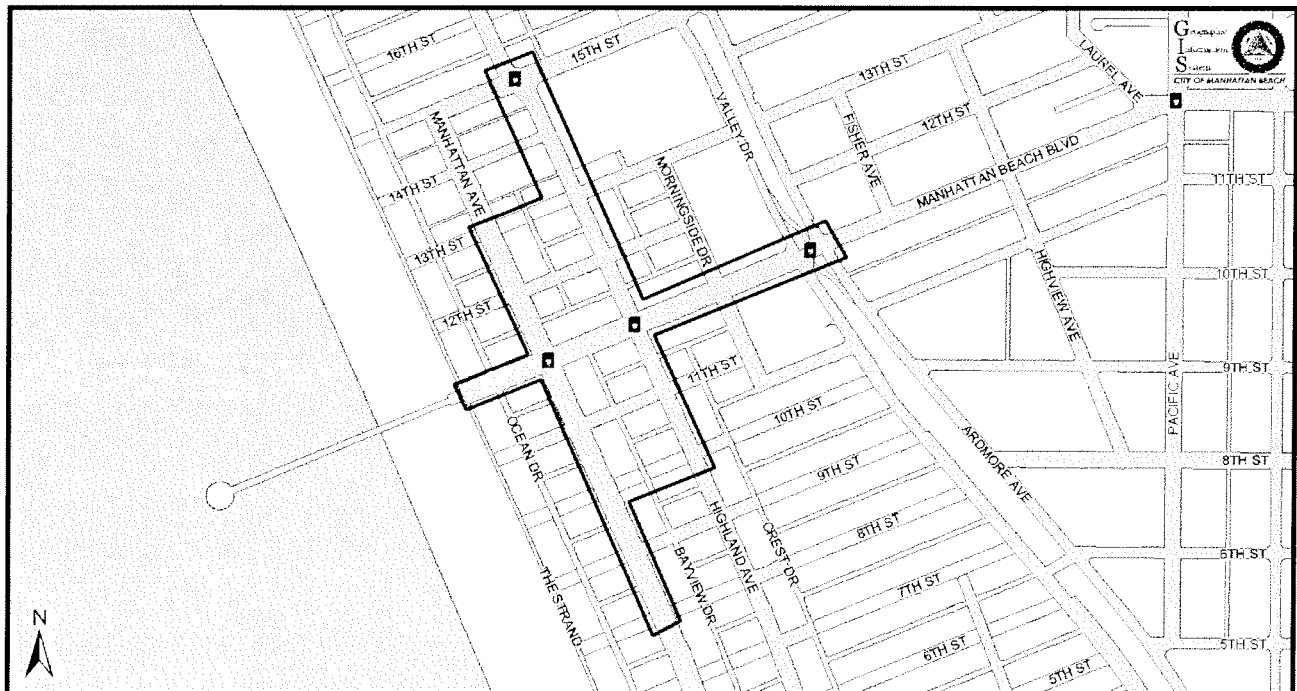 16TH ST
15TH ST
13TH ST
LAUREL AVE
G
I
S
CITY OF MANHATTAN BEACH
VALLEY DR
FISHER AVE
12TH ST
MANHATTAN BEACH BLVD
11TH ST
MANHATTAN AVE
MORNINGSIDE DR
14TH ST
13TH ST
12TH ST
10TH ST
HIGHVIEW AVE
PACIFIC AVE
11TH ST
9TH ST
10TH ST
OCEAN DR
ARDMORE AVE
9TH ST
8TH ST
8TH ST
HIGHLAND AVE
CREST DR
BAYVIEW DR
THE STRAND
7TH ST
6TH ST
6TH ST
5TH ST
5TH ST
N